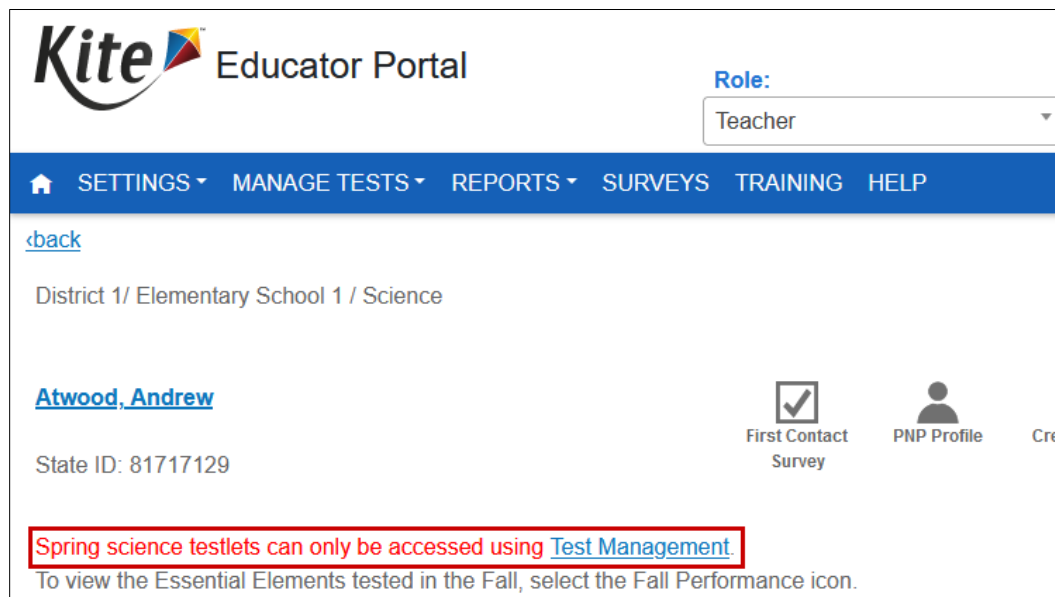 Kite™ Educator Portal
Role:
Teacher
SETTINGS MANAGE TESTS REPORTS SURVEYS TRAINING HELP
‹back
District 1/ Elementary School 1 / Science
Atwood, Andrew
First Contact Survey
PNP Profile
Cre
State ID: 81717129
Spring science testlets can only be accessed using Test Management.
To view the Essential Elements tested in the Fall, select the Fall Performance icon.